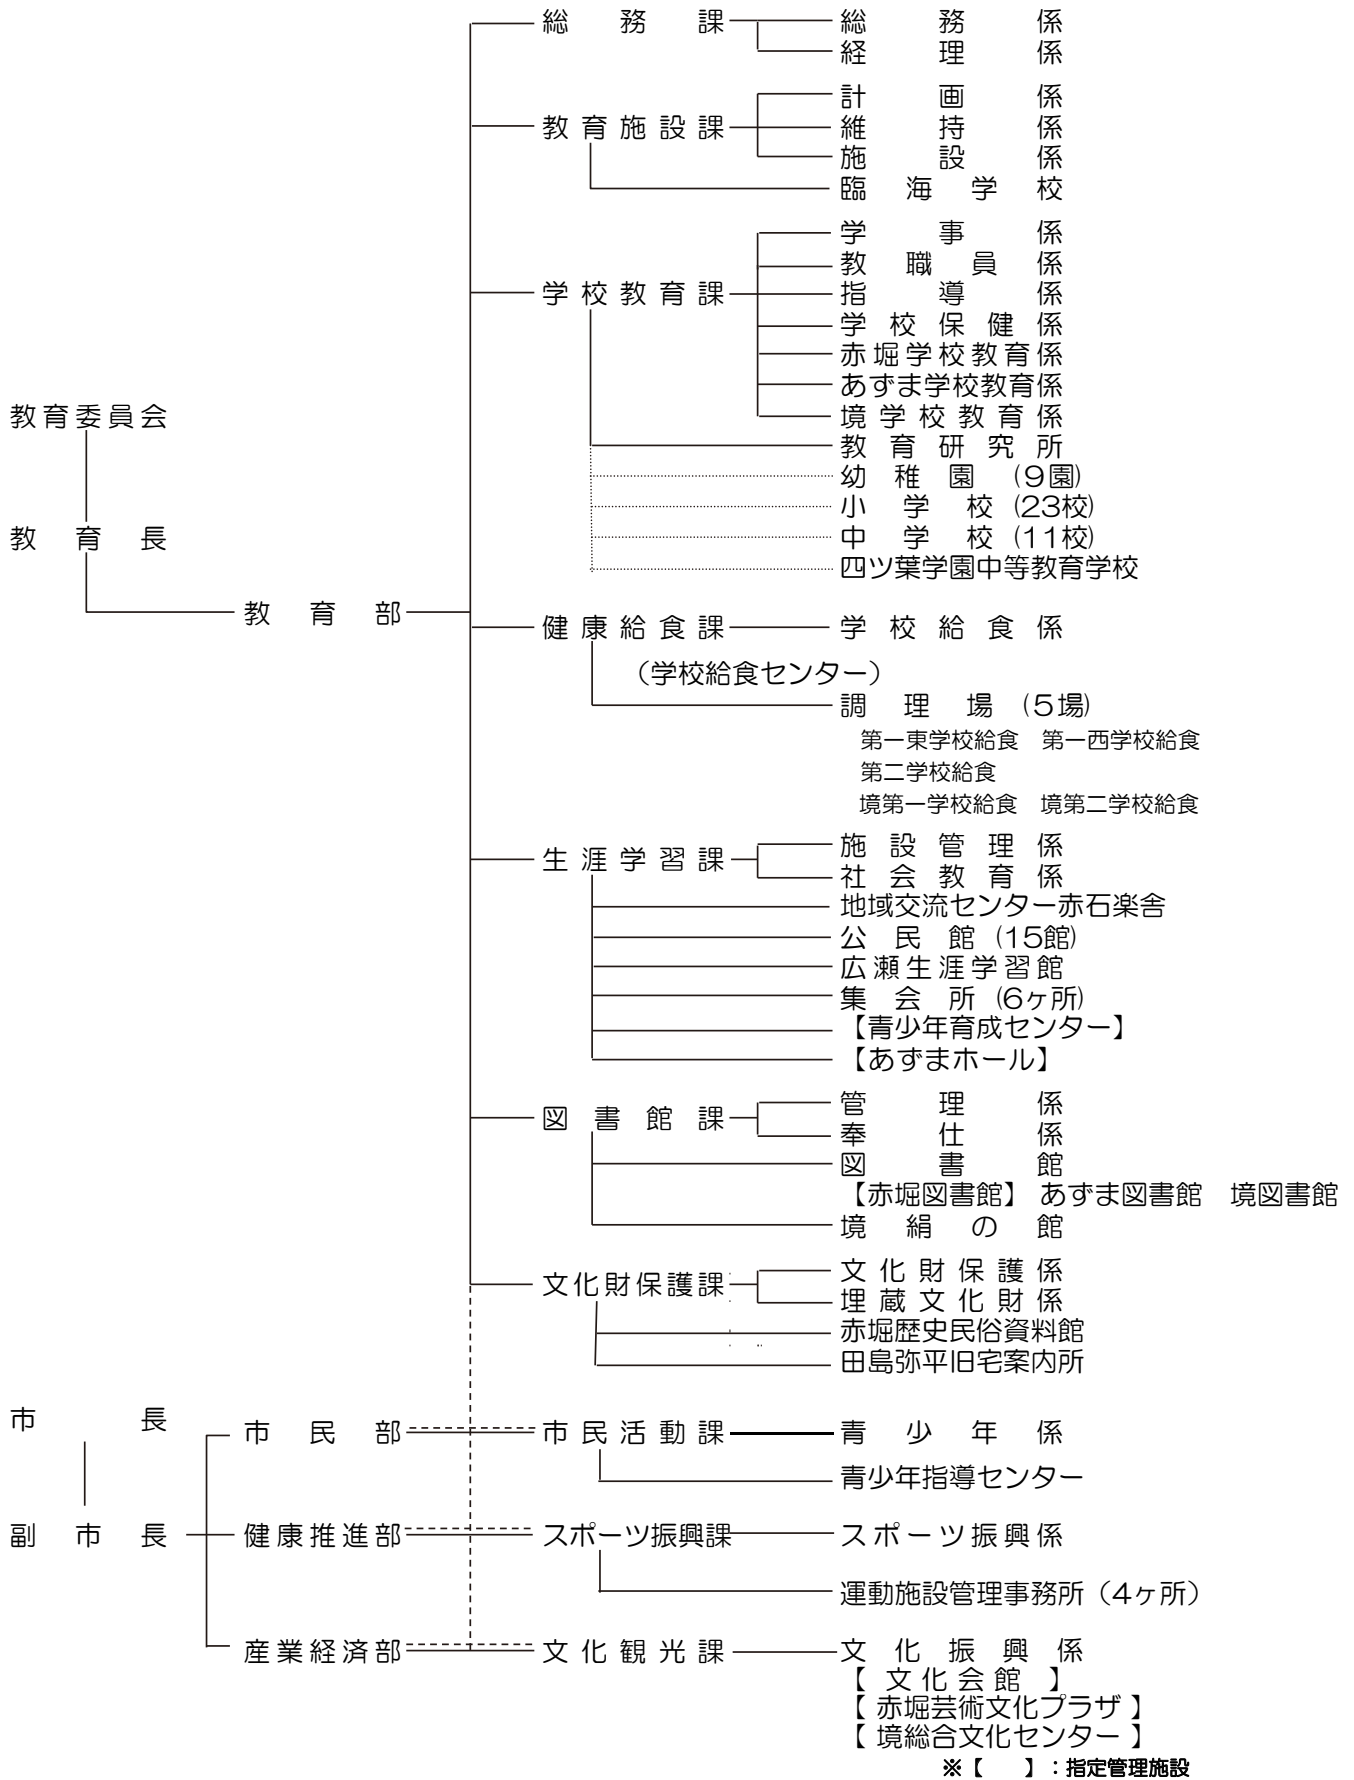 総務課 総務係
経理係
計画係
教育施設課 維持係
施設係
臨海学校
学事係
教職員係
学校教育課 指導係
学校保健係
赤堀学校教育係
あずま学校教育係
教育委員会 境学校教育係
教育研究所
幼稚園 (9園)
小学校 (23校)
教育長 中学校 (11校)
四ツ葉学園中等教育学校
教育部
健康給食課 学校給食係
（学校給食センター）
調理場 (5場)
第一東学校給食 第一西学校給食
第二学校給食
境第一学校給食 境第二学校給食
施設管理係
生涯学習課
社会教育係
地域交流センター赤石楽舎
公民館 (15館)
広瀬生涯学習館
集会所 (6ヶ所)
【青少年育成センター】
【あずまホール】
管理係
図書館課
奉仕係
図書館
【赤堀図書館】 あずま図書館 境図書館
境絹の館
文化財保護係
文化財保護課
埋蔵文化財係
赤堀歴史民俗資料館
田島弥平旧宅案内所
市長
市民部 市民活動課 青少年係
青少年指導センター
副市長 健康推進部 スポーツ振興課 スポーツ振興係
運動施設管理事務所（4ヶ所）
産業経済部 文化観光課 文化振興係
【 文化会館 】
【 赤堀芸術文化プラザ 】
【 境総合文化センター 】
※【 】：指定管理施設